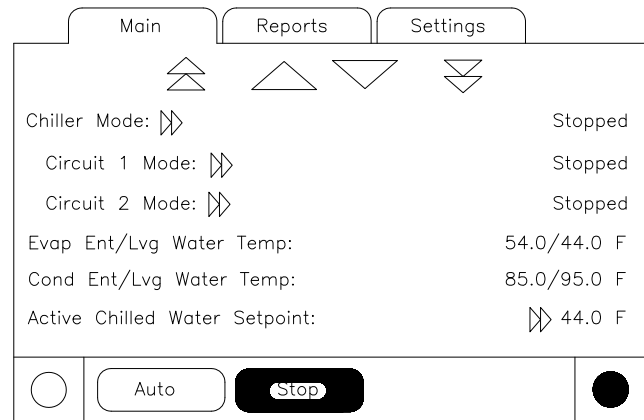 Main Reports Settings
Chiller Mode: Stopped
Circuit 1 Mode: Stopped
Circuit 2 Mode: Stopped
Evap Ent/Lvg Water Temp: 54.0/44.0 F
Cond Ent/Lvg Water Temp: 85.0/95.0 F
Active Chilled Water Setpoint: 44.0 F
Auto Stop